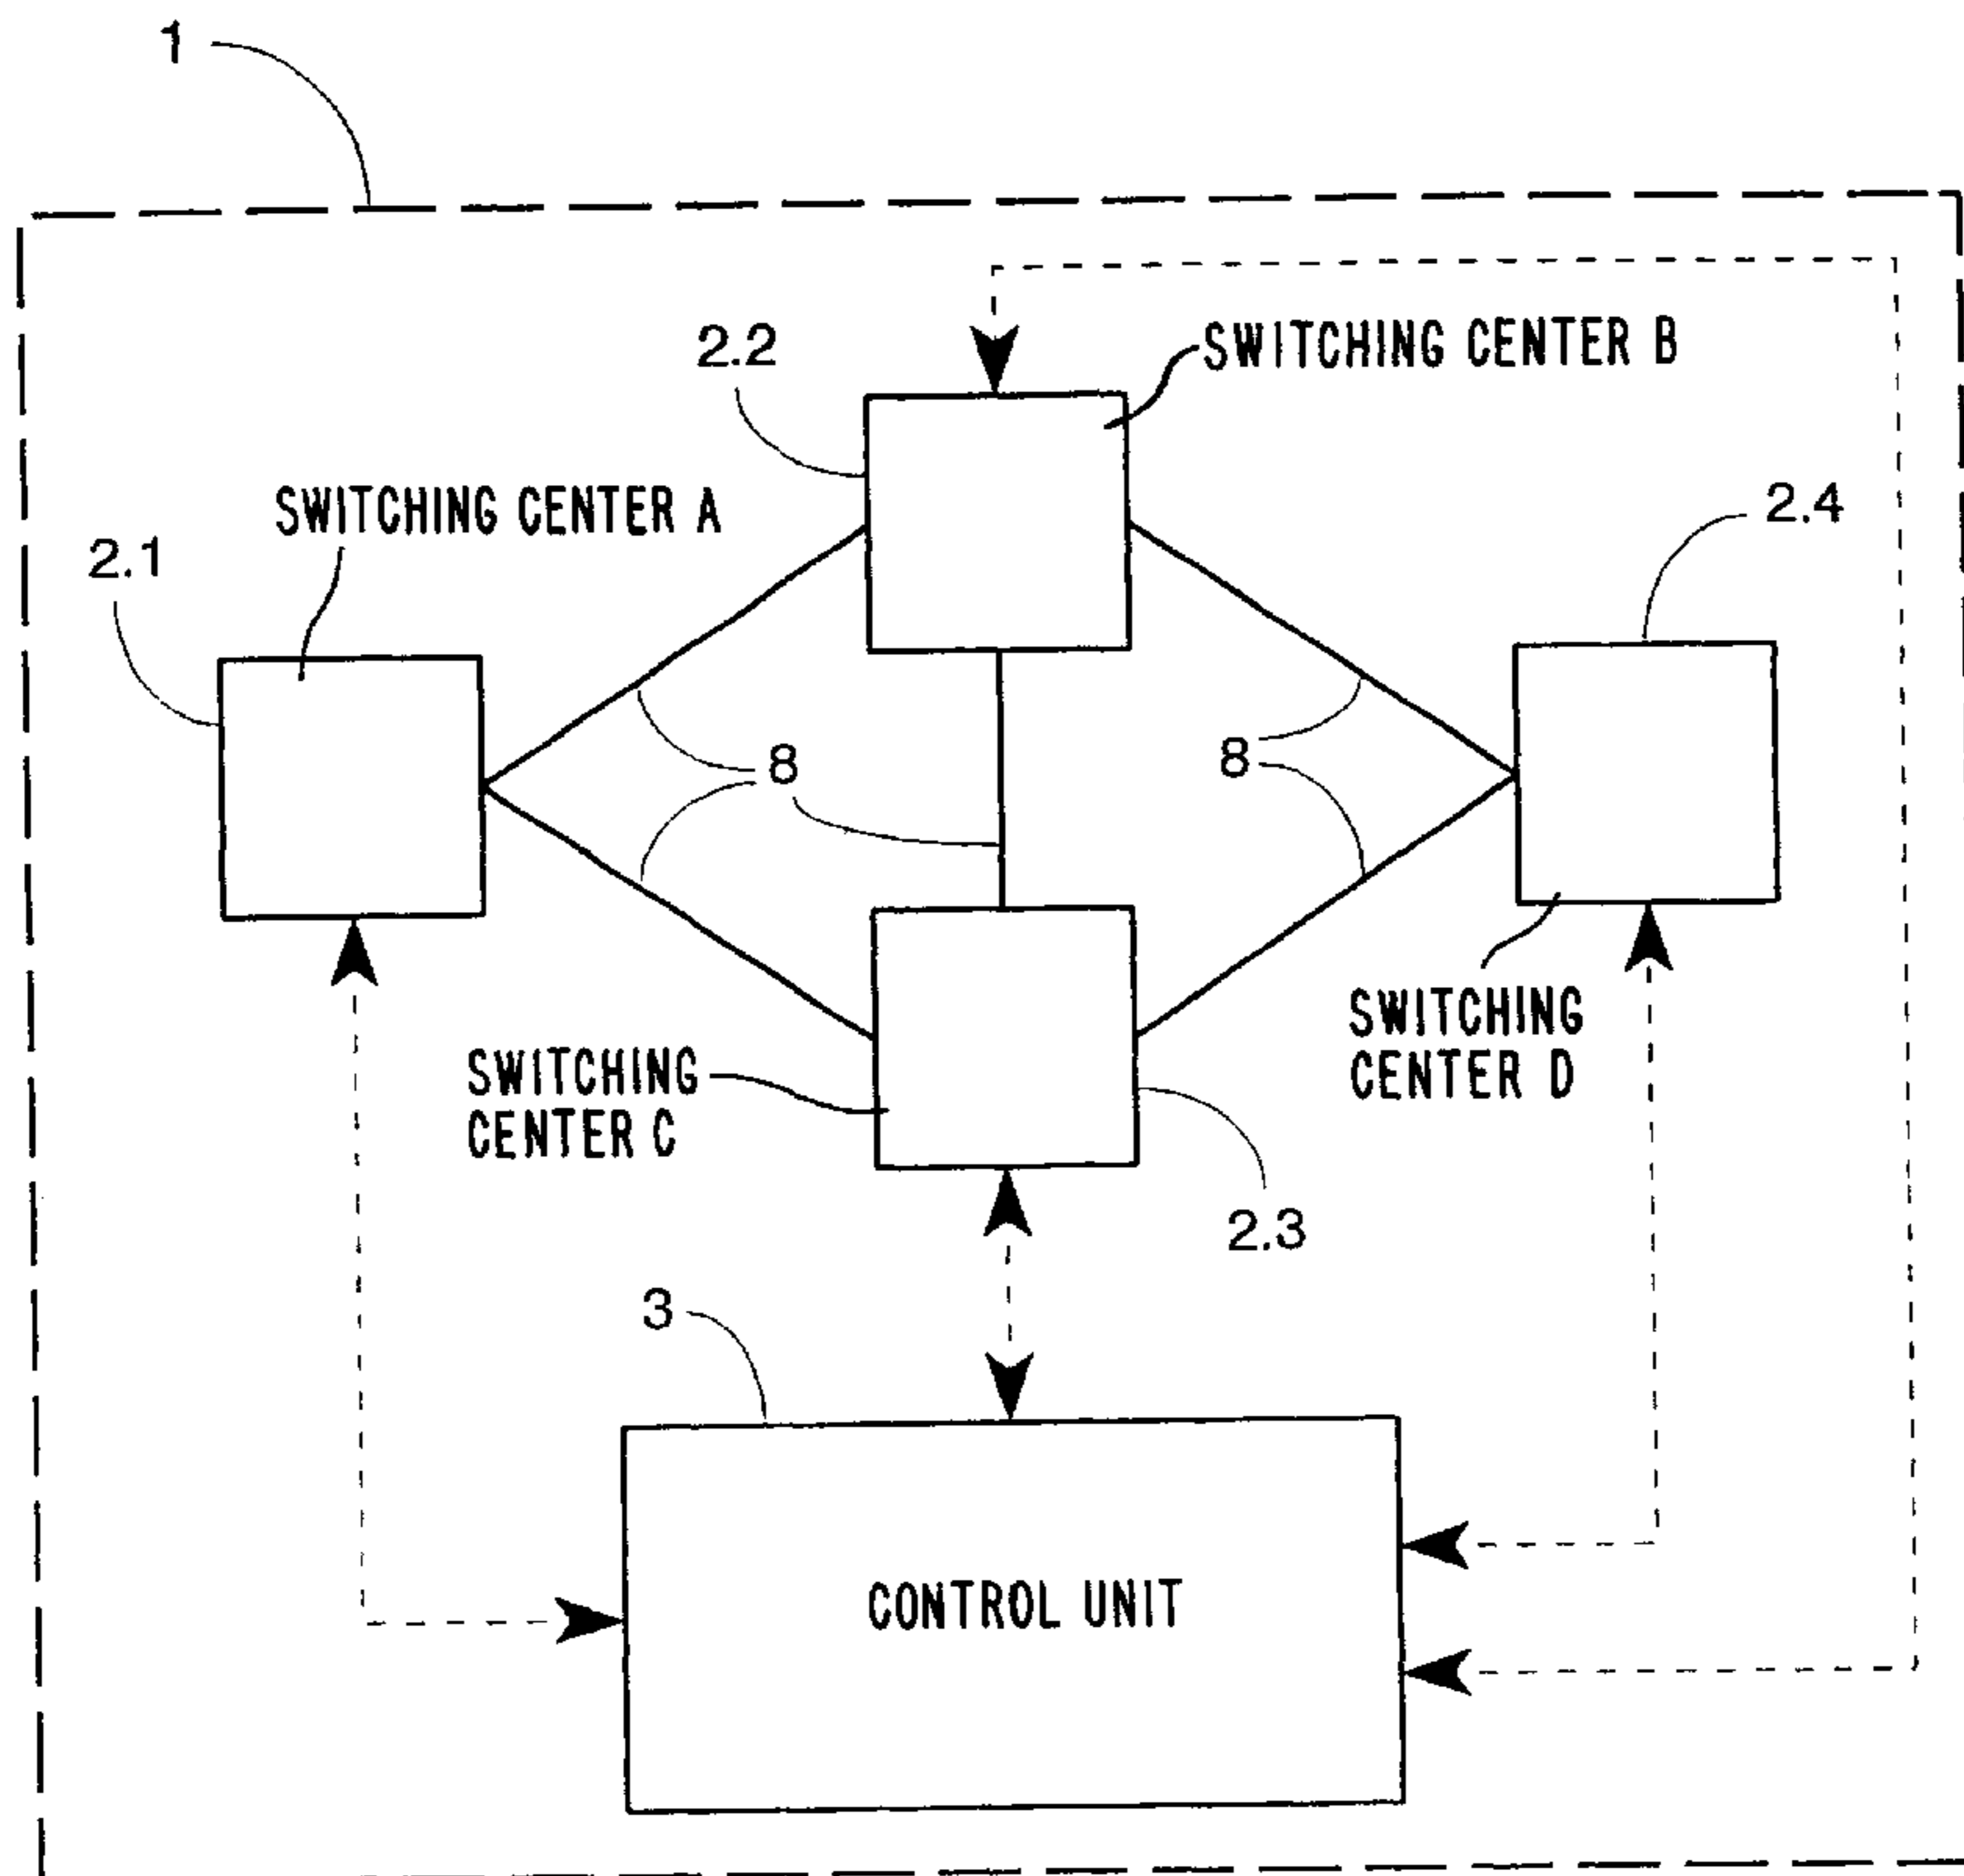 1
2.2
SWITCHING CENTER B
SWITCHING CENTER A
2.4
2.1
8
8
SWITCHING
CENTER D
SWITCHING
CENTER C
2.3
3
CONTROL UNIT